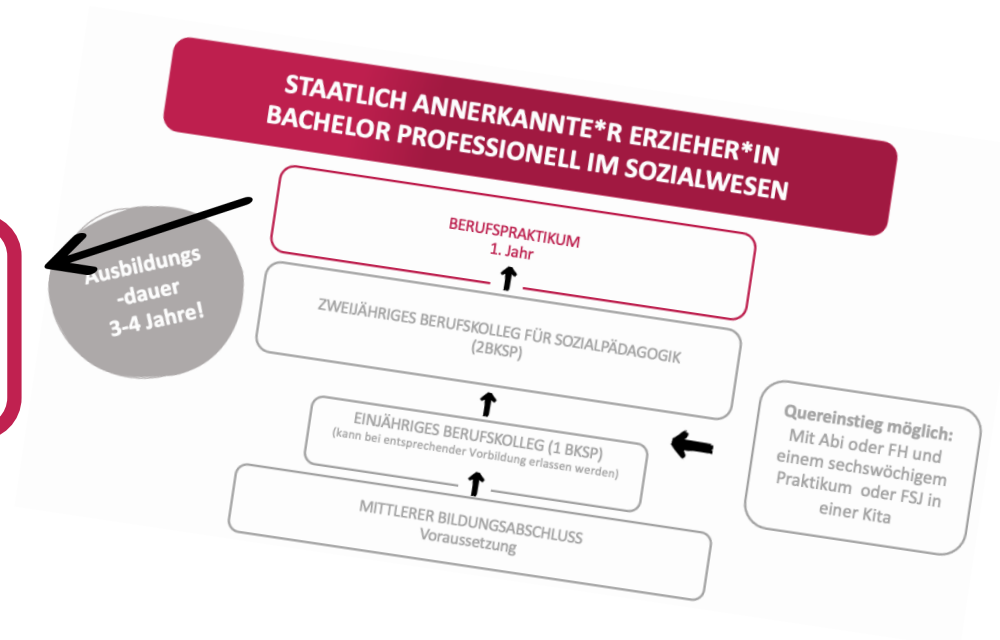 STAATLICH ANNERKANNTE*R ERZIEHER*IN
BACHELOR PROFESSIONELL IM SOZIALWESEN
BERUFSPRAKTIKUM
1. Jahr
Ausbildungs
-dauer
3-4 Jahre!
ZWEIJÄHRIGES BERUFSKOLLEG FÜR SOZIALPÄDAGOGIK
(2BKSP)
EINJÄHRIGES BERUFSKOLLEG (1 BKSP)
(kann bei entsprechender Vorbildung erlassen werden)
Quereinstieg möglich:
Mit Abi oder FH und
einem sechswöchigem
Praktikum oder FSJ in
einer Kita
MITTLERER BILDUNGSABSCHLUSS
Voraussetzung